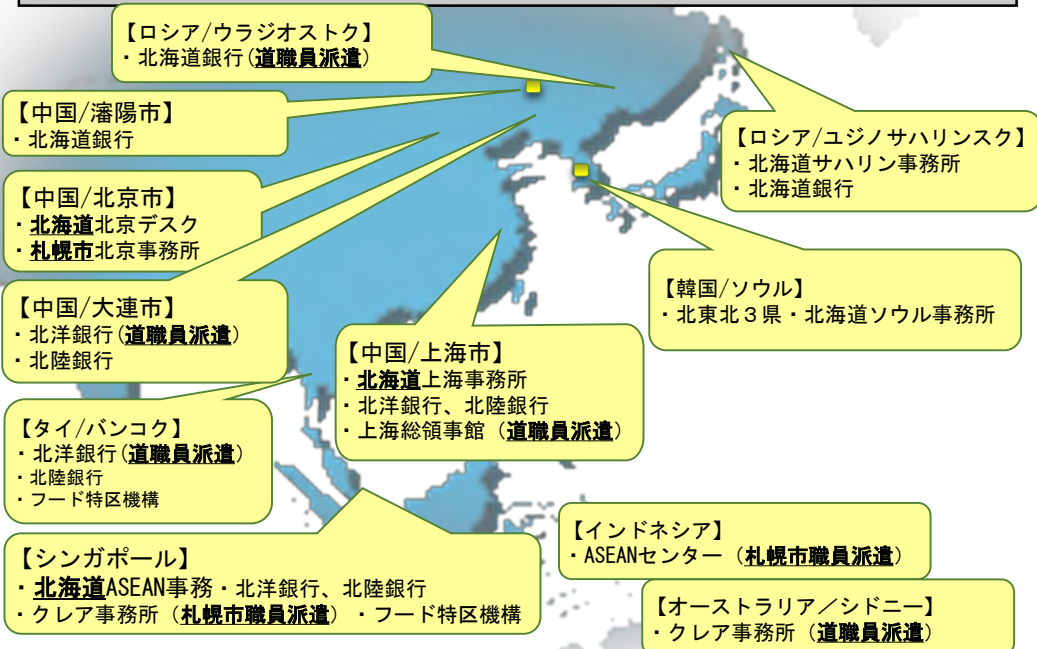 【ロシア/ウラジオストク】
・北海道銀行(道職員派遣)
【中国/瀋陽市】
・北海道銀行
【中国/北京市】
・北海道北京デスク
・札幌市北京事務所
【中国/大連市】
・北洋銀行(道職員派遣)
・北陸銀行
【タイ/バンコク】
・北洋銀行(道職員派遣)
・北陸銀行
・フード特区機構
【シンガポール】
・北海道ASEAN事務・北洋銀行、北陸銀行
・クレア事務所（札幌市職員派遣）・フード特区機構
【中国/上海市】
・北海道上海事務所
・北洋銀行、北陸銀行
・上海総領事館（道職員派遣）
【ロシア/ユジノサハリンスク】
・北海道サハリン事務所
・北海道銀行
【韓国/ソウル】
・北東北３県・北海道ソウル事務所
【インドネシア】
・ASEANセンター（札幌市職員派遣）
【オーストラリア／シドニー】
・クレア事務所（道職員派遣）